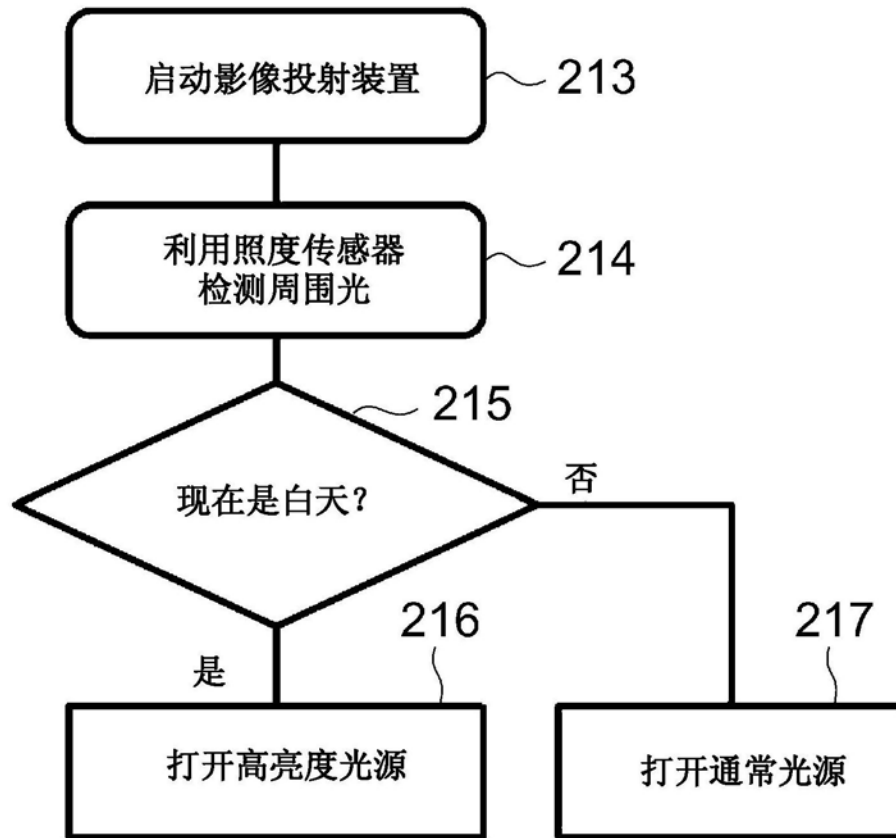 启动影像投射装置
213
利用照度传感器
检测周围光
214
215
现在是白天?
否
是
216
217
打开高亮度光源
打开通常光源